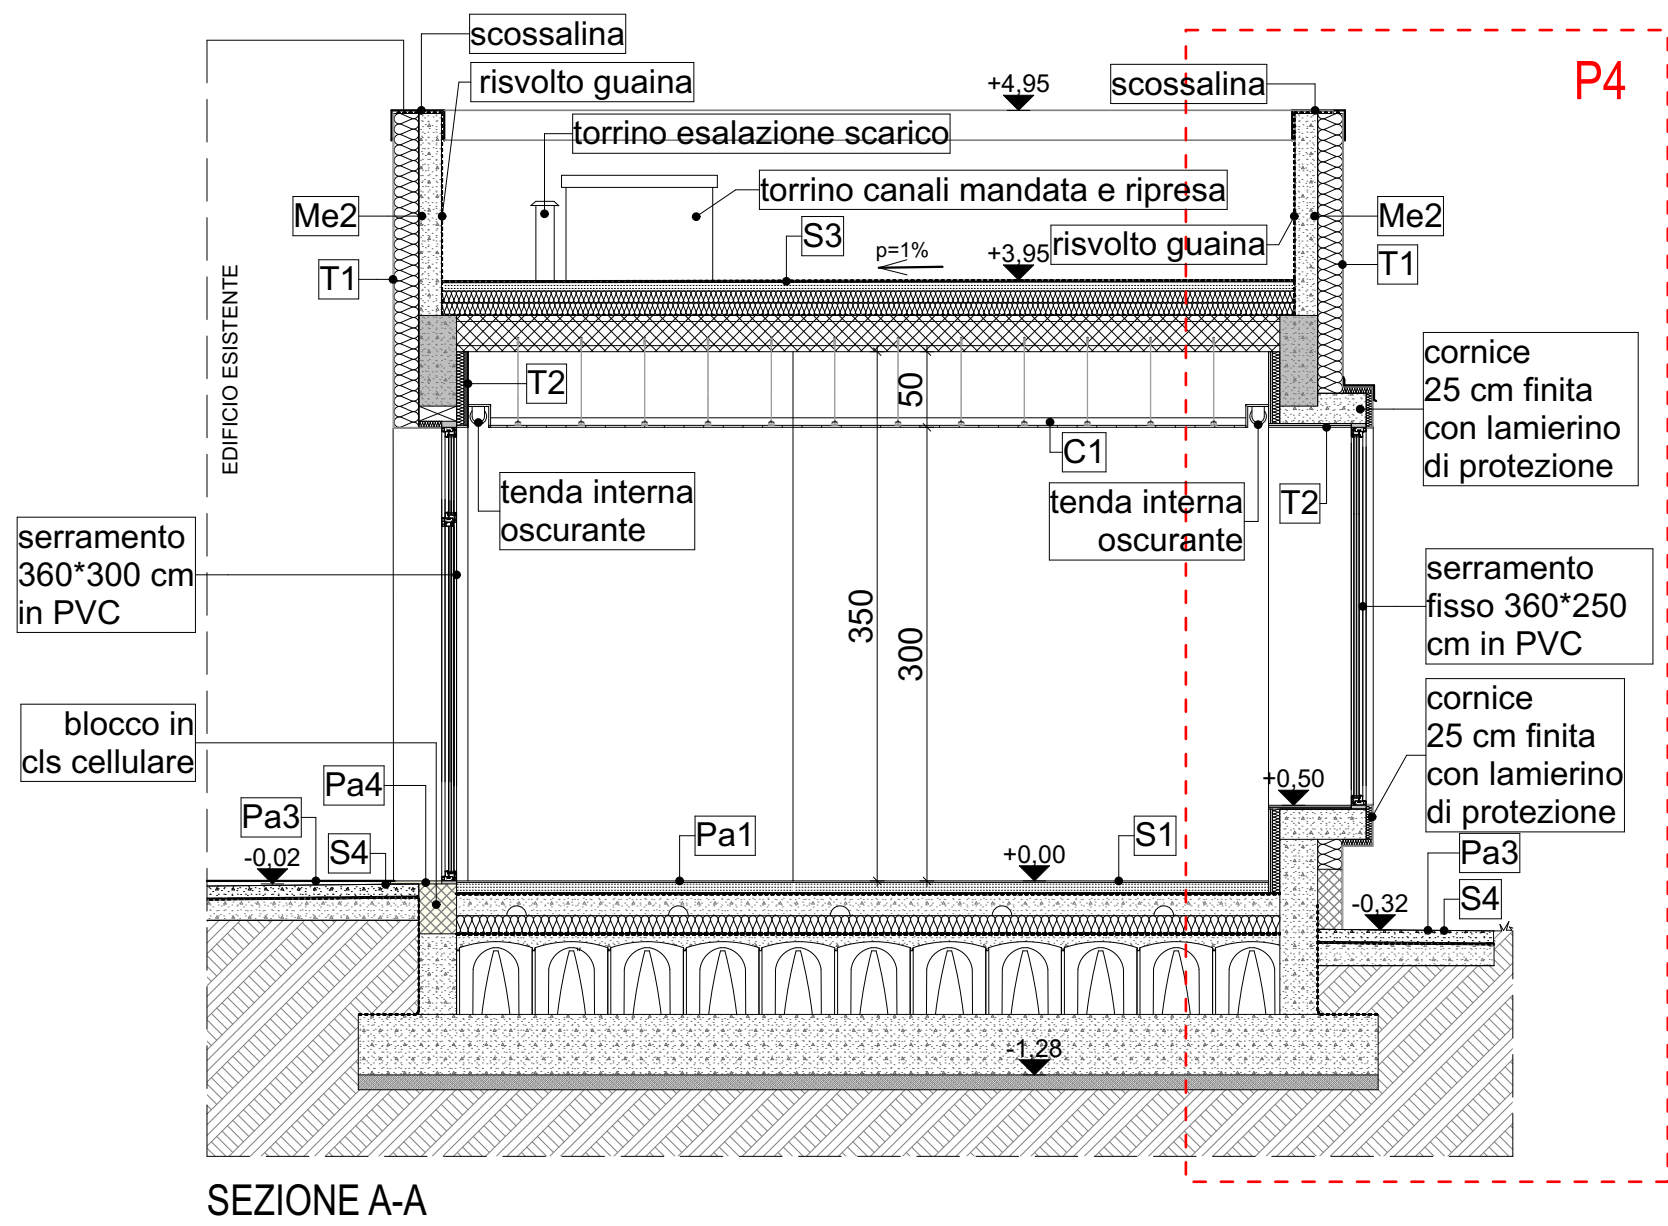 scossalina
risvolto guaina
+4,95
scossalina
P4
torrino esalazione scarico
torrino canali mandata e ripresa
Me2
Me2
S3
p=1%
risvolto guaina
+3,95
T1
T1
EDIFICIO ESISTENTE
T2
50
cornice
25 cm finita
con lamierino
di protezione
C1
tenda interna
oscurante
tenda interna
oscurante
T2
serramento
360*300 cm
in PVC
350
300
serramento
fisso 360*250
cm in PVC
blocco in
cls cellulare
cornice
25 cm finita
con lamierino
di protezione
Pa4
+0,50
Pa3
S4
-0,02
Pa1
+0,00
S1
Pa3
S4
-0,32
-1,28
SEZIONE A-A